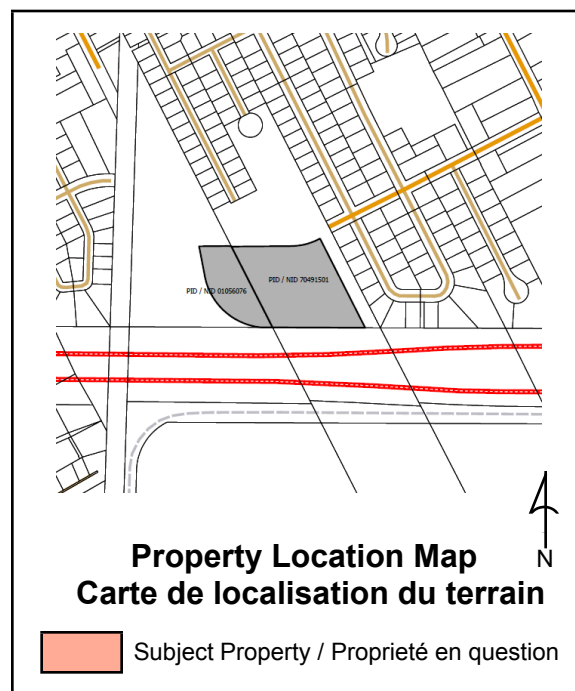 PID / NID 70491501
PID / NID 01056076
N
Property Location Map
Carte de localisation du terrain
Subject Property / Proprieté en question